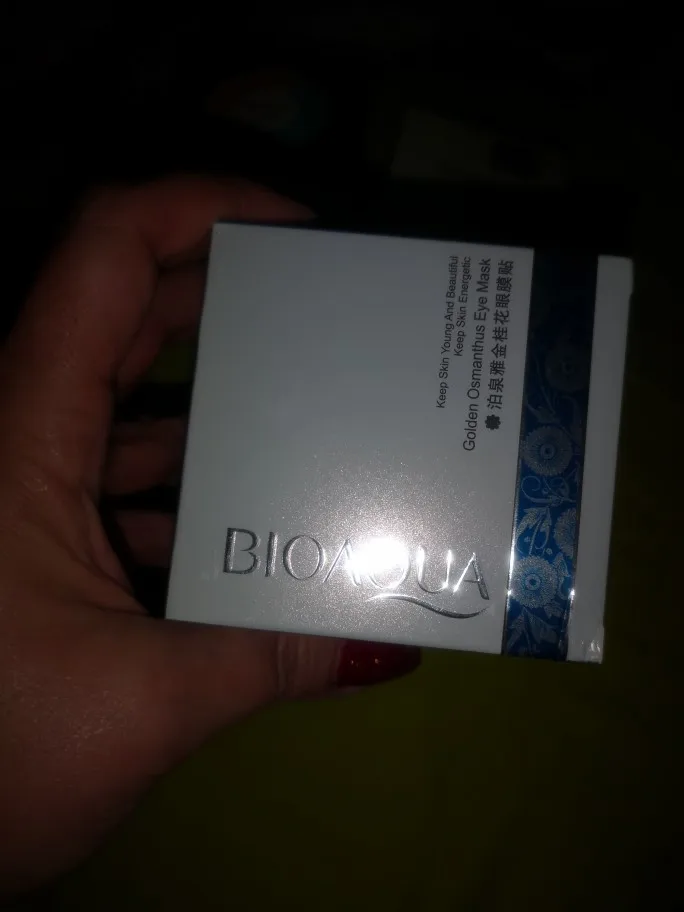 BIOAQUA
泊泉雅金桂花眼膜贴
Golden Osmanthus Eye Mask
Keep Skin Energetic
Keep Skin Young And Beautiful